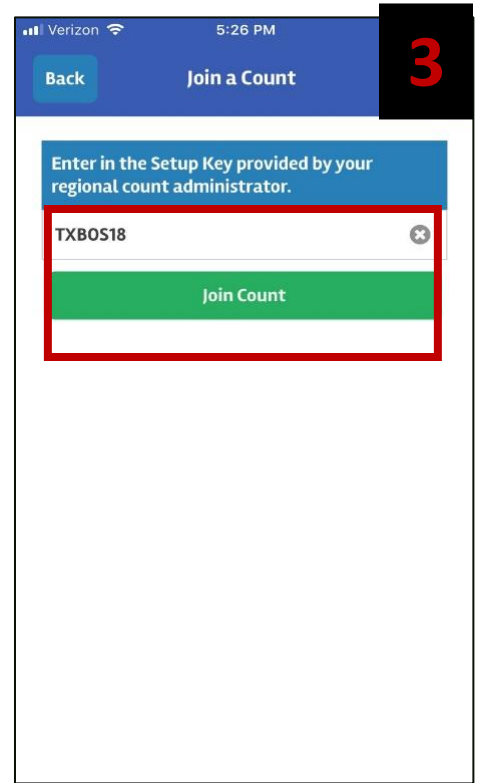 Verizon 5:26 PM
3
Back Join a Count
Enter in the Setup Key provided by your
regional count administrator.
TXBOS18
Join Count